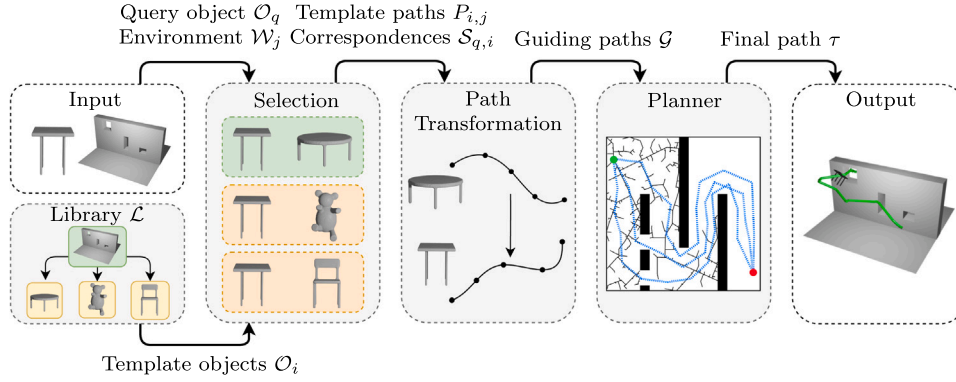 Query object 𝒪_q Template paths P_{i,j}
Environment 𝒲_j Correspondences 𝒮_{q,i}
Guiding paths 𝒢
Final path τ
Input
Selection
Path
Transformation
Planner
Output
Library ℒ
Template objects 𝒪_i